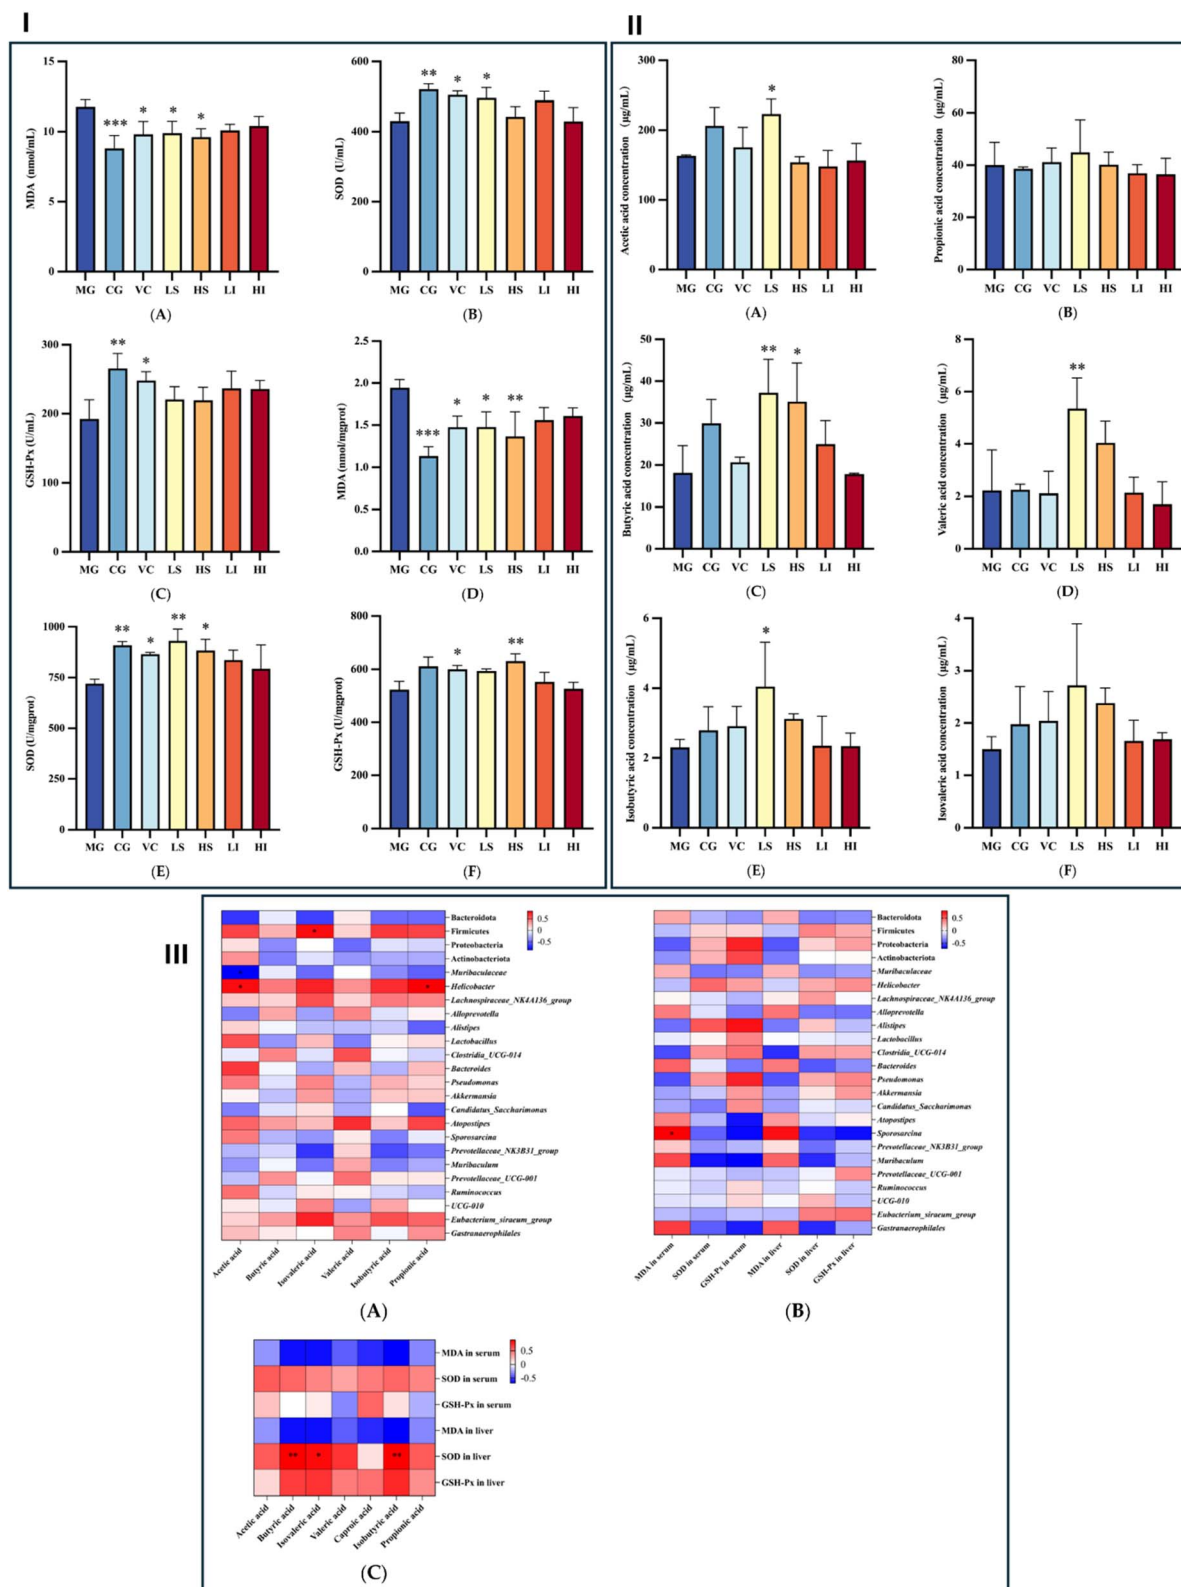 I
II
MDA (nmol/mL)
15
10
5
0
***
*
*
*
MG CG VC LS HS LI HI
(A)
SOD (U/mL)
600
400
200
0
**
*
*
MG CG VC LS HS LI HI
(B)
GSH-Px (U/mL)
300
200
100
0
**
*
MG CG VC LS HS LI HI
(C)
MDA (nmol/mgprot)
2.5
2.0
1.5
1.0
0.5
0.0
***
*
*
**
MG CG VC LS HS LI HI
(D)
SOD (U/mgprot)
1000
750
500
250
0
**
*
**
*
MG CG VC LS HS LI HI
(E)
GSH-Px (U/mgprot)
800
600
400
200
0
*
**
MG CG VC LS HS LI HI
(F)
Acetic acid concentration (μg/mL)
300
200
100
0
*
MG CG VC LS HS LI HI
(A)
Propionic acid concentration (μg/mL)
80
60
40
20
0
MG CG VC LS HS LI HI
(B)
Butyric acid concentration (μg/mL)
50
40
30
20
10
0
**
*
MG CG VC LS HS LI HI
(C)
Valeric acid concentration (μg/mL)
8
6
4
2
0
**
MG CG VC LS HS LI HI
(D)
Isobutyric acid concentration (μg/mL)
6
4
2
0
*
MG CG VC LS HS LI HI
(E)
Isovaleric acid concentration (μg/mL)
4
3
2
1
0
MG CG VC LS HS LI HI
(F)
III
Bacteroidota
Firmicutes
Proteobacteria
Actinobacteriota
Muribaculaceae
Helicobacter
Lachnospiraceae_NK4A136_group
Alloprevotella
Alistipes
Lactobacillus
Clostridia_UCG-014
Bacteroides
Pseudomonas
Akkermansia
Candidatus_Saccharimonas
Atopostipes
Sporosarcina
Prevotellaceae_NK3B31_group
Muribaculum
Prevotellaceae_UCG-001
Ruminococcus
UCG-010
Eubacterium_siraeum_group
Gastranaerophilales
0.5
0
-0.5
Acetic acid
Butyric acid
Isovaleric acid
Valeric acid
Isobutyric acid
Propionic acid
(A)
Bacteroidota
Firmicutes
Proteobacteria
Actinobacteriota
Muribaculaceae
Helicobacter
Lachnospiraceae_NK4A136_group
Alloprevotella
Alistipes
Lactobacillus
Clostridia_UCG-014
Bacteroides
Pseudomonas
Akkermansia
Candidatus_Saccharimonas
Atopostipes
Sporosarcina
Prevotellaceae_NK3B31_group
Muribaculum
Prevotellaceae_UCG-001
Ruminococcus
UCG-010
Eubacterium_siraeum_group
Gastranaerophilales
0.5
0
-0.5
MDA in serum
SOD in serum
GSH-Px in serum
MDA in liver
SOD in liver
GSH-Px in liver
(B)
MDA in serum
SOD in serum
GSH-Px in serum
MDA in liver
SOD in liver
GSH-Px in liver
0.5
0
-0.5
Acetic acid
Butyric acid
Isovaleric acid
Valeric acid
Caproic acid
Isobutyric acid
Propionic acid
(C)